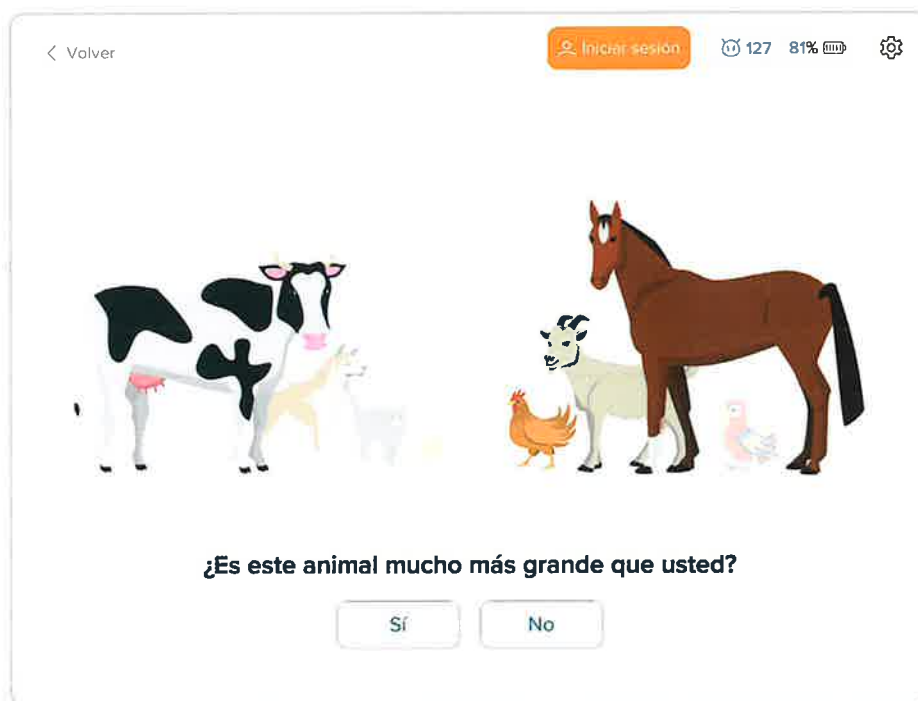 Volver
Iniciar sesión
127
81%
¿Es este animal mucho más grande que usted?
Sí
No